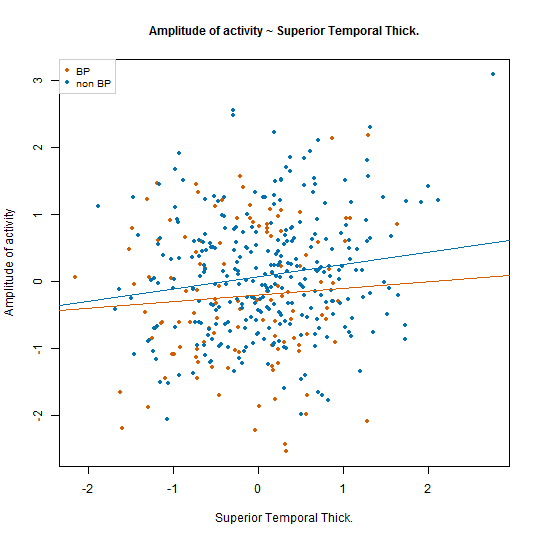 Amplitude of activity ~ Superior Temporal Thick.
BP
non BP
3
2
1
0
-1
-2
Amplitude of activity
-2 -1 0 1 2
Superior Temporal Thick.